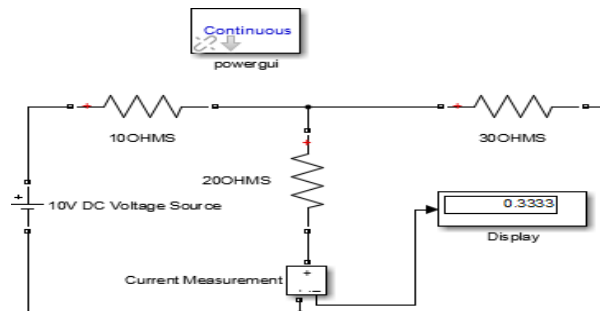 Continuous
powergui
10OHMS
30OHMS
20OHMS
+
10V DC Voltage Source
0.3333
Display
Current Measurement
+